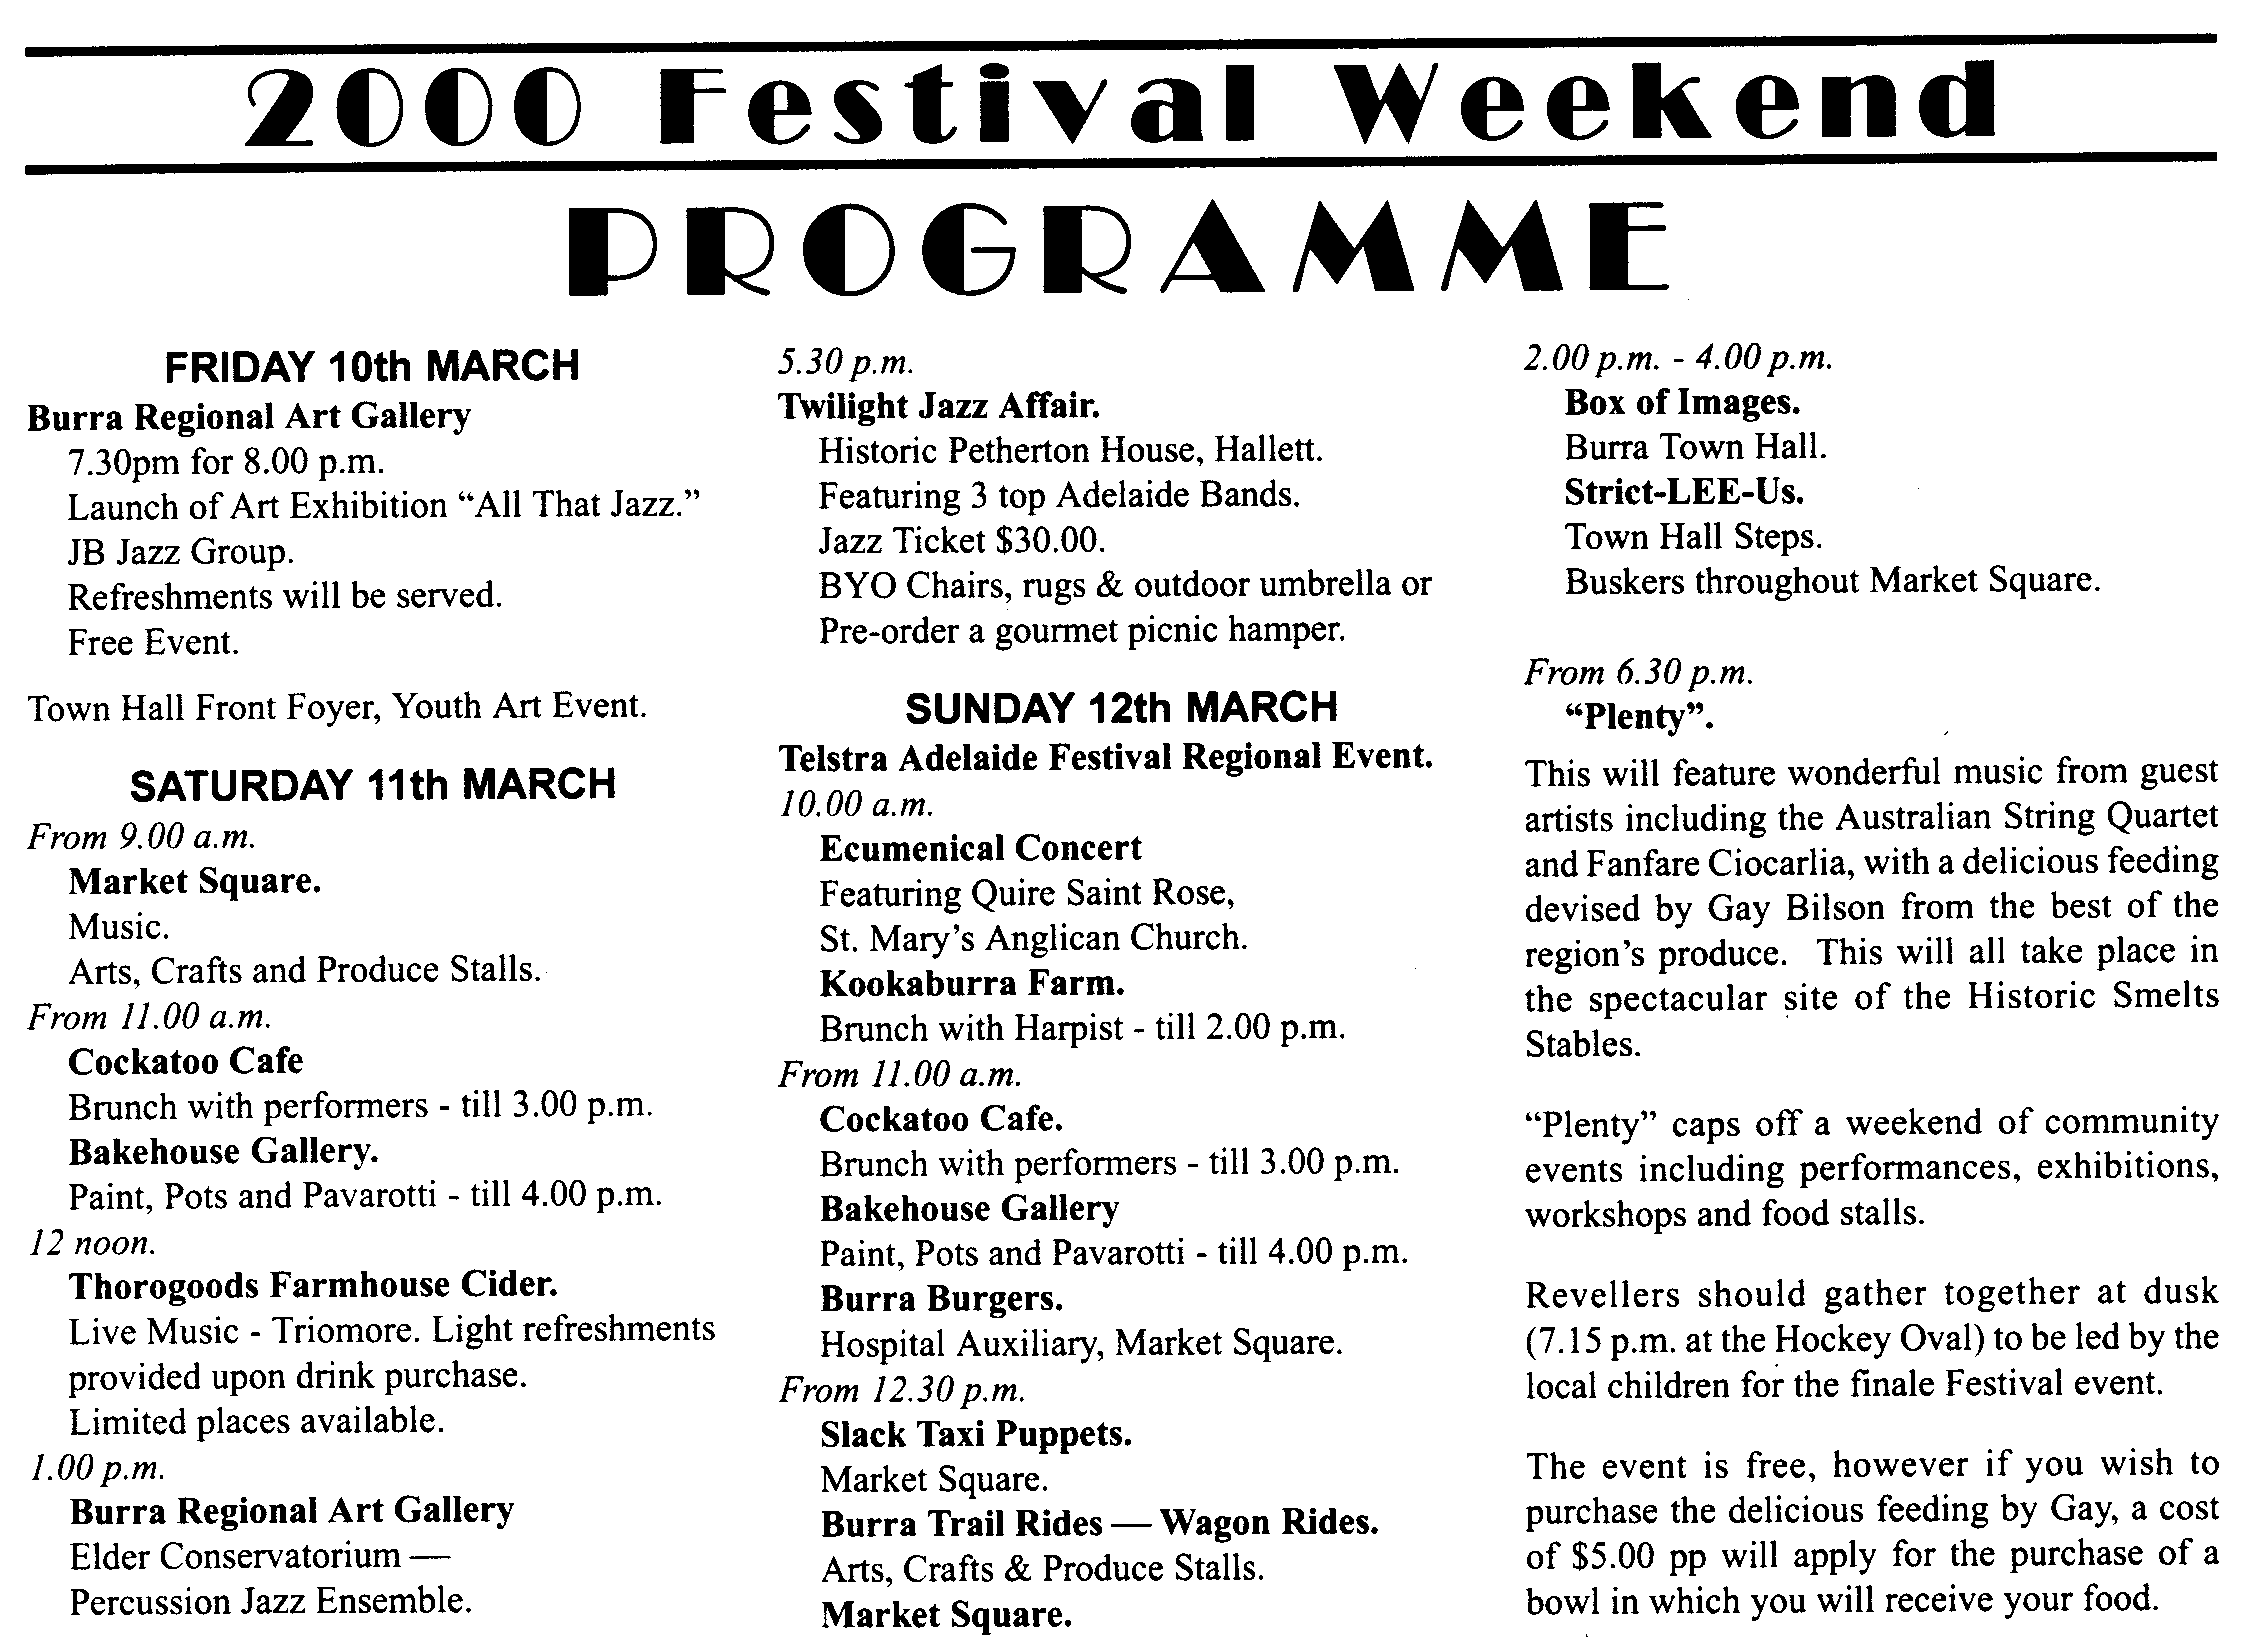 2000 Festival Weekend
PROGRAMME
FRIDAY 10th MARCH
Burra Regional Art Gallery
7.30pm for 8.00 p.m.
Launch of Art Exhibition “All That Jazz.”
JB Jazz Group.
Refreshments will be served.
Free Event.
Town Hall Front Foyer, Youth Art Event.
SATURDAY 11th MARCH
From 9.00 a.m.
Market Square.
Music.
Arts, Crafts and Produce Stalls.
From 11.00 a.m.
Cockatoo Cafe
Brunch with performers - till 3.00 p.m.
Bakehouse Gallery.
Paint, Pots and Pavarotti - till 4.00 p.m.
12 noon.
Thorogoods Farmhouse Cider.
Live Music - Triomore. Light refreshments
provided upon drink purchase.
Limited places available.
1.00 p.m.
Burra Regional Art Gallery
Elder Conservatorium —
Percussion Jazz Ensemble.
5.30 p.m.
Twilight Jazz Affair.
Historic Petherton House, Hallett.
Featuring 3 top Adelaide Bands.
Jazz Ticket $30.00.
BYO Chairs, rugs & outdoor umbrella or
Pre-order a gourmet picnic hamper.
SUNDAY 12th MARCH
Telstra Adelaide Festival Regional Event.
10.00 a.m.
Ecumenical Concert
Featuring Quire Saint Rose,
St. Mary’s Anglican Church.
Kookaburra Farm.
Brunch with Harpist - till 2.00 p.m.
From 11.00 a.m.
Cockatoo Cafe.
Brunch with performers - till 3.00 p.m.
Bakehouse Gallery
Paint, Pots and Pavarotti - till 4.00 p.m.
Burra Burgers.
Hospital Auxiliary, Market Square.
From 12.30 p.m.
Slack Taxi Puppets.
Market Square.
Burra Trail Rides — Wagon Rides.
Arts, Crafts & Produce Stalls.
Market Square.
2.00 p.m. - 4.00 p.m.
Box of Images.
Burra Town Hall.
Strict-LEE-Us.
Town Hall Steps.
Buskers throughout Market Square.
From 6.30 p.m.
“Plenty”.
This will feature wonderful music from guest
artists including the Australian String Quartet
and Fanfare Ciocarlia, with a delicious feeding
devised by Gay Bilson from the best of the
region’s produce. This will all take place in
the spectacular site of the Historic Smelts
Stables.
“Plenty” caps off a weekend of community
events including performances, exhibitions,
workshops and food stalls.
Revellers should gather together at dusk
(7.15 p.m. at the Hockey Oval) to be led by the
local children for the finale Festival event.
The event is free, however if you wish to
purchase the delicious feeding by Gay, a cost
of $5.00 pp will apply for the purchase of a
bowl in which you will receive your food.